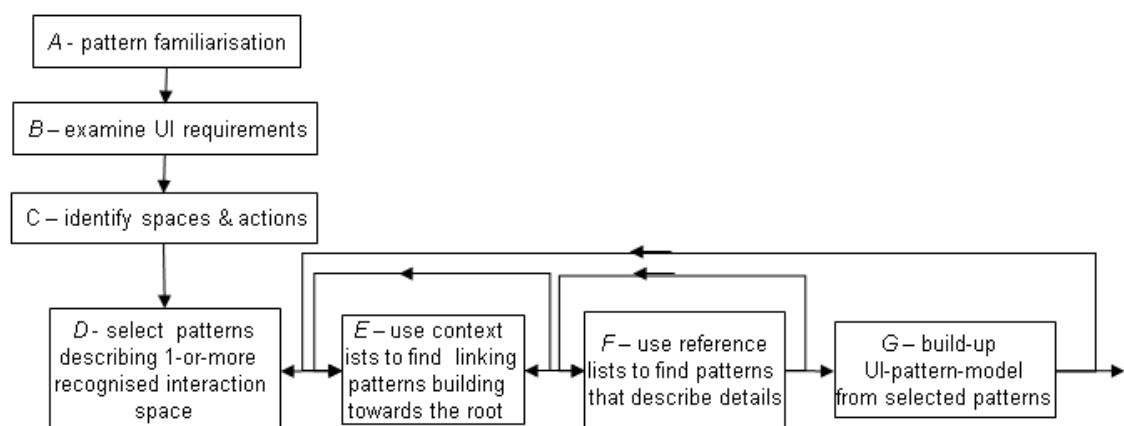 A - pattern familiarisation
B – examine UI requirements
C – identify spaces & actions
D - select patterns
describing 1-or-more
recognised interaction
space
E – use context
ists to find linking
patterns building
towards the root
F – use reference
lists to find patterns
that describe details
G – build-up
UI-pattern-model
from selected patterns